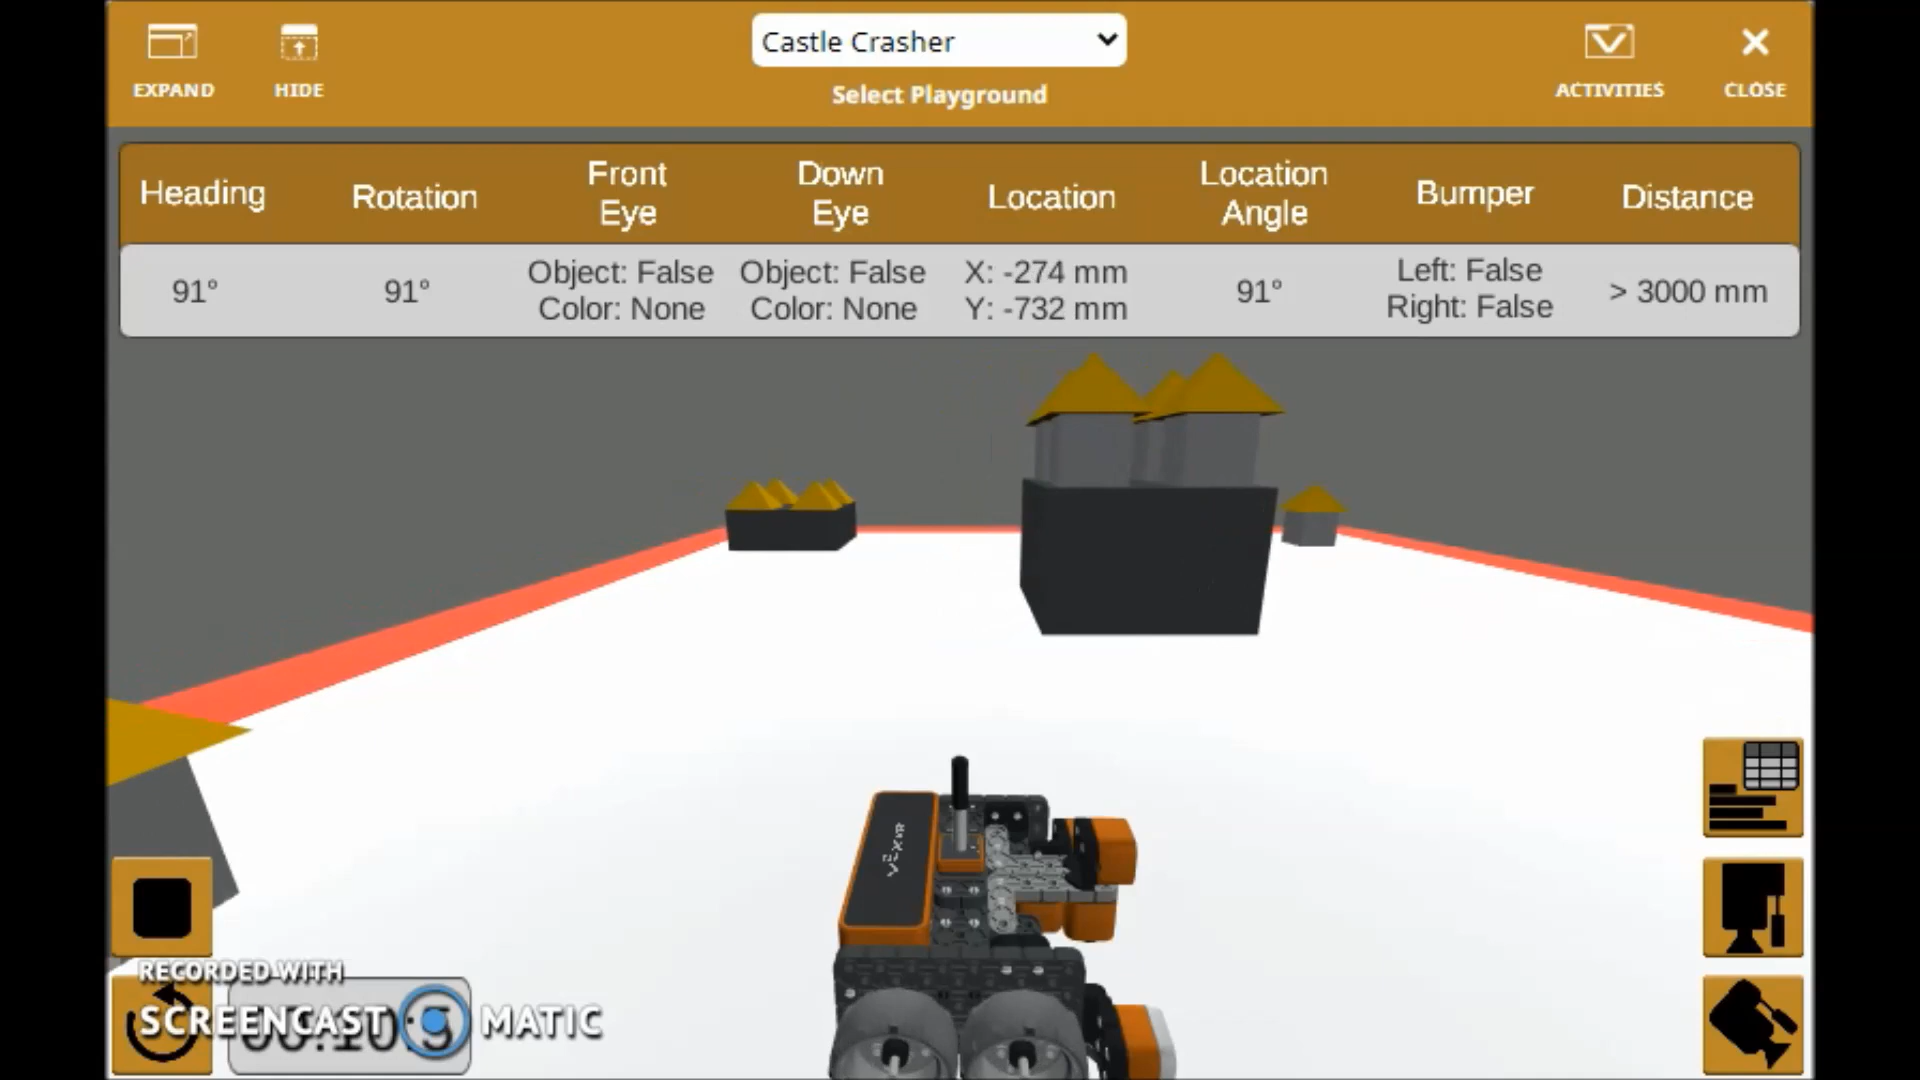 Castle Crasher
EXPAND
HIDE
Select Playground
ACTIVITIES
CLOSE
Heading
Rotation
Front
Eye
Down
Eye
Location
Location
Angle
Bumper
Distance
91°
91°
Object: False
Color: None
Object: False
Color: None
X: -274 mm
Y: -732 mm
91°
Left: False
Right: False
> 3000 mm
VEXVR
RECORDED WITH
SCREENCAST MATIC